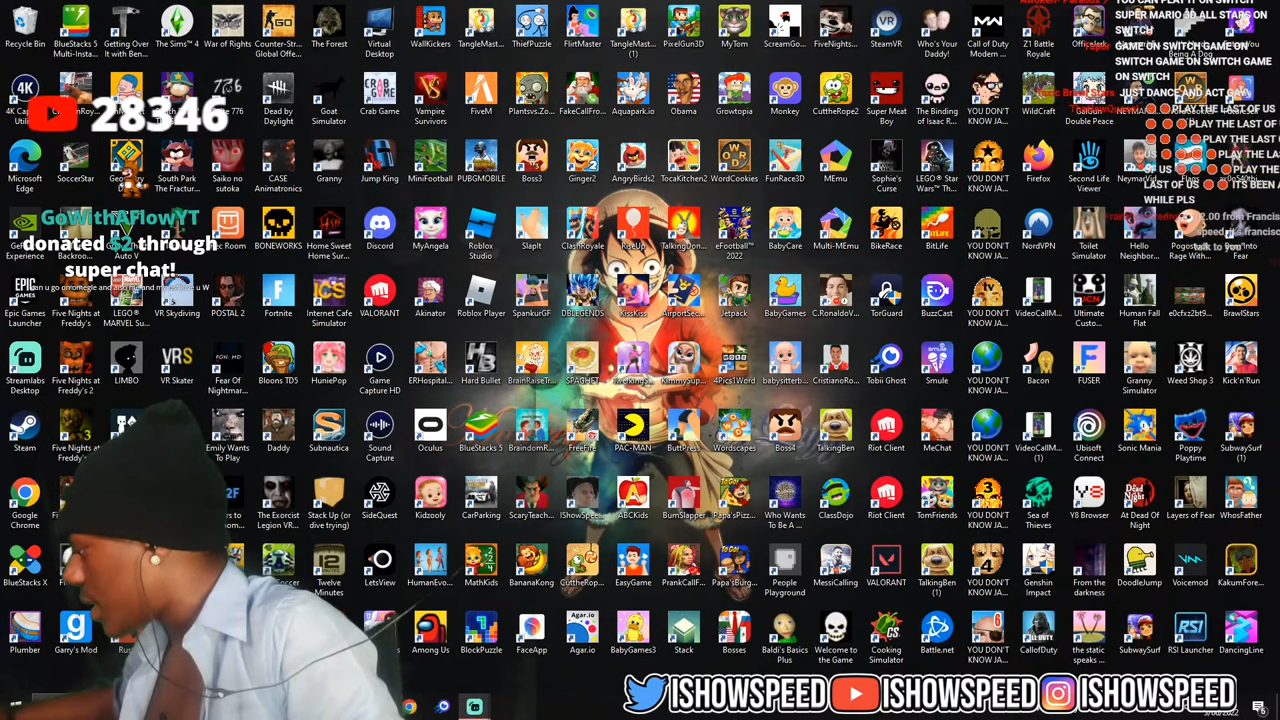 Recycle Bin
BlueStacks 5 Multi-Insta...
Getting Over It with Ben...
The Sims™ 4
War of Rights
Counter-Str... Global Offe...
The Forest
Virtual Desktop
WallKickers
TangleMast...
ThiefPuzzle
FlirtMaster
TangleMast... (1)
PixelGun3D
MyTom
ScreamGo...
FiveNights...
SteamVR
Who's Your Daddy!
Call of Duty Modern ...
Z1 Battle Royale
YOU CAN PLAY IT ON SWITCH
SUPER MARIO 3D ALL STARS ON
SWITCH
GAME ON SWITCH GAME ON
SWITCH GAME ON SWITCH GAME
ON SWITCH
28346
Goat Simulator
Dead by Daylight
Crab Game
Vampire Survivors
FiveM
Plantsv.Zo...
FakeCallFro...
Aquapark.io
Obama
Growtopia
Monkey
CutTheRope2
Super Meat Boy
The Binding of Isaac R...
YOU DON'T KNOW JA...
WildCraft
JUST DANCE AND ACT GAY
PLAY THE LAST OF US
PLAY THE LAST OF
Microsoft Edge
SoccerStar
South Park The Fractur...
Saiko no sutoka
CASE Animatronics
Granny
Jump King
MiniFootball
PUBGMOBILE
Boss3
Ginger2
AngryBirds2
TocaKitchen2
WordCookies
FunRace3D
MEmu
Sophie's Curse
LEGO® Star Wars™ Th...
YOU DON'T KNOW JA...
Firefox
Second Life Viewer
WHILE PLS
GoWithAFlowYT
donated $2 through
super chat!
BONEWORKS
Home Sweet Home Sur...
Discord
MyAngela
Roblox Studio
SlapIt
ClashRoyale
RiseUp
TalkingDon...
eFootball™ 2022
BabyCare
Multi-MEmu
BikeRace
BitLife
YOU DON'T KNOW JA...
NordVPN
Toilet Simulator
Hello Neighbor...
Epic Games Launcher
Five Nights at Freddy's
LEGO® MARVEL Su...
VR Skydiving
POSTAL 2
Fortnite
Internet Cafe Simulator
VALORANT
Akinator
Roblox Player
SpankurGF
DBLEGENDS
KissKiss
AirportSec...
Jetpack
BabyGames
C.RonaldoV...
TorGuard
BuzzCast
YOU DON'T KNOW JA...
VideoCallM...
Ultimate Custo...
Human Fall Flat
e0cfxz2bt9...
BrawlStars
Streamlabs Desktop
Five Nights at Freddy's 2
LIMBO
VR Skater
Fear Of Nightmar...
Bloons TD5
HuniePop
Game Capture HD
ERHospital...
Hard Bullet
BrainRaiseTr...
SPAGHET
TwerkingS...
KimmySup...
4Pics1Word
babysitterb...
CristianoRo...
Tobii Ghost
Smule
YOU DON'T KNOW JA...
Bacon
FUSER
Granny Simulator
Weed Shop 3
Kick'n'Run
Steam
Emily Wants To Play
Daddy
Subnautica
Sound Capture
Oculus
BlueStacks 5
BraindomR...
FreeFire
PAC-MAN
ButtPress
Wordscapes
Boss4
TalkingBen
Riot Client
MeChat
YOU DON'T KNOW JA...
VideoCallM... (1)
Ubisoft Connect
Sonic Mania
Poppy Playtime
SubwaySurf (1)
Google Chrome
The Exorcist Legion VR...
Stack Up (or dive trying)
SideQuest
Kidzooly
CarParking
ScaryTeach...
IShowSpee...
ABCKids
BumSlapper
Papa'sPizz...
Who Wants To Be A ...
ClassDojo
Riot Client
TomFriends
YOU DON'T KNOW JA...
Sea of Thieves
Y8 Browser
At Dead Of Night
Layers of Fear
WhosFather
BlueStacks X
Twelve Minutes
LetsView
HumanEvo...
MathKids
BananaKong
CuttheRop...
EasyGame
PrankCallF...
Papa'sBurg...
People Playground
MessiCalling
VALORANT
TalkingBen (1)
YOU DON'T KNOW JA...
Genshin Impact
From the darkness
DoodleJump
Voicemod
KakumFore...
Plumber
Garry's Mod
Among Us
BlockPuzzle
FaceApp
Agar.io
BabyGames3
Stack
Bosses
Baldi's Basics Plus
Welcome to the Game
Cooking Simulator
Battle.net
YOU DON'T KNOW JA...
CallofDuty
the static speaks ...
SubwaySurf
RSI Launcher
DancingLine
ISHOWSPEED
ISHOWSPEED
ISHOWSPEED